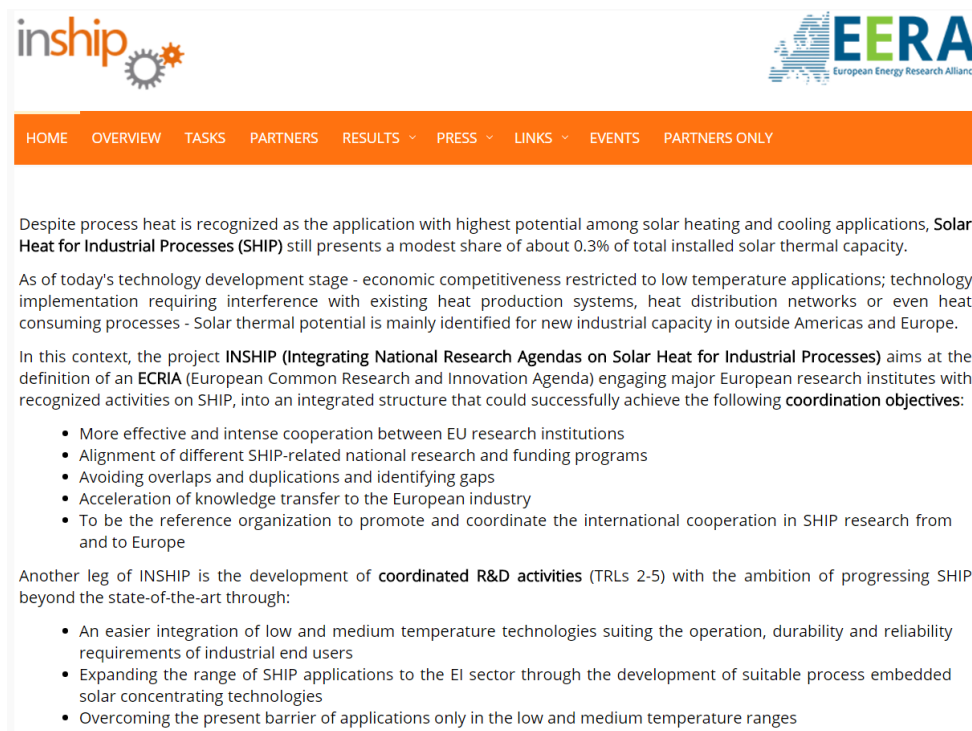 inship
EERA
European Energy Research Allianc
HOME OVERVIEW TASKS PARTNERS RESULTS PRESS LINKS EVENTS PARTNERS ONLY
Despite process heat is recognized as the application with highest potential among solar heating and cooling applications, Solar
Heat for Industrial Processes (SHIP) still presents a modest share of about 0.3% of total installed solar thermal capacity.
As of today's technology development stage - economic competitiveness restricted to low temperature applications; technology
implementation requiring interference with existing heat production systems, heat distribution networks or even heat
consuming processes - Solar thermal potential is mainly identified for new industrial capacity in outside Americas and Europe.
In this context, the project INSHIP (Integrating National Research Agendas on Solar Heat for Industrial Processes) aims at the
definition of an ECRIA (European Common Research and Innovation Agenda) engaging major European research institutes with
recognized activities on SHIP, into an integrated structure that could successfully achieve the following coordination objectives:
• More effective and intense cooperation between EU research institutions
• Alignment of different SHIP-related national research and funding programs
• Avoiding overlaps and duplications and identifying gaps
• Acceleration of knowledge transfer to the European industry
• To be the reference organization to promote and coordinate the international cooperation in SHIP research from
and to Europe
Another leg of INSHIP is the development of coordinated R&D activities (TRLs 2-5) with the ambition of progressing SHIP
beyond the state-of-the-art through:
• An easier integration of low and medium temperature technologies suiting the operation, durability and reliability
requirements of industrial end users
• Expanding the range of SHIP applications to the EI sector through the development of suitable process embedded
solar concentrating technologies
• Overcoming the present barrier of applications only in the low and medium temperature ranges